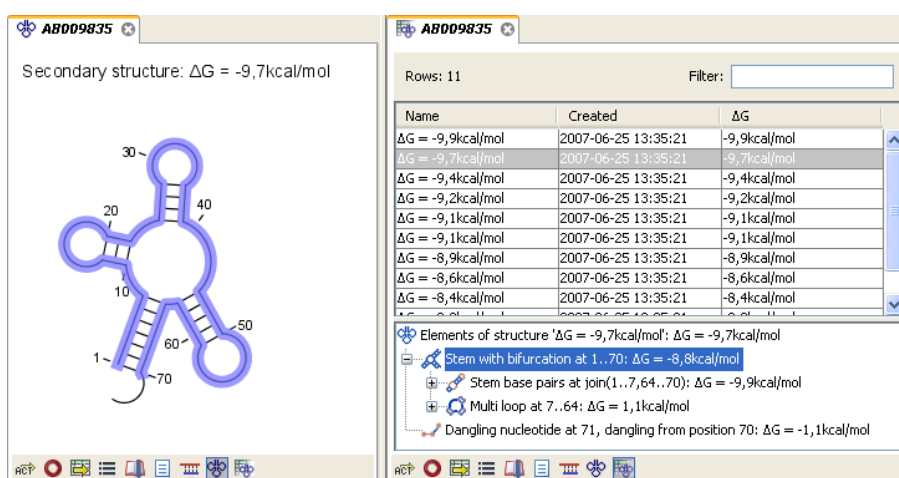 AB009835
Secondary structure: ΔG = -9,7kcal/mol
30
20
40
10
50
60
1
70
AB009835
Rows: 11 Filter:
Name Created ΔG
ΔG = -9,9kcal/mol 2007-06-25 13:35:21 -9,9kcal/mol
ΔG = -9,7kcal/mol 2007-06-25 13:35:21 -9,7kcal/mol
ΔG = -9,4kcal/mol 2007-06-25 13:35:21 -9,4kcal/mol
ΔG = -9,2kcal/mol 2007-06-25 13:35:21 -9,2kcal/mol
ΔG = -9,1kcal/mol 2007-06-25 13:35:21 -9,1kcal/mol
ΔG = -9,1kcal/mol 2007-06-25 13:35:21 -9,1kcal/mol
ΔG = -8,9kcal/mol 2007-06-25 13:35:21 -8,9kcal/mol
ΔG = -8,6kcal/mol 2007-06-25 13:35:21 -8,6kcal/mol
ΔG = -8,4kcal/mol 2007-06-25 13:35:21 -8,4kcal/mol
Elements of structure 'ΔG = -9,7kcal/mol': ΔG = -9,7kcal/mol
Stem with bifurcation at 1..70: ΔG = -8,8kcal/mol
Stem base pairs at join(1..7,64..70): ΔG = -9,9kcal/mol
Multi loop at 7..64: ΔG = 1,1kcal/mol
Dangling nucleotide at 71, dangling from position 70: ΔG = -1,1kcal/mol
ACT
ACT